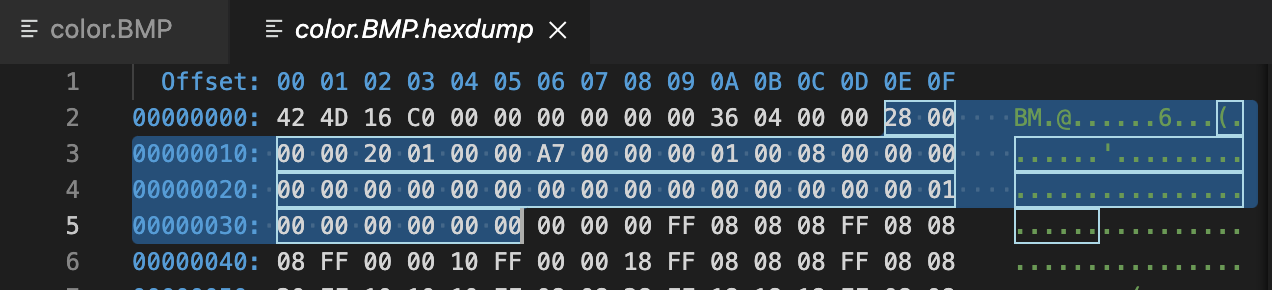 color.BMP color.BMP.hexdump
1 Offset: 00 01 02 03 04 05 06 07 08 09 0A 0B 0C 0D 0E 0F
2 00000000: 42 4D 16 C0 00 00 00 00 00 00 36 04 00 00 28 00 BM.@......6...(.
3 00000010: 00 00 20 01 00 00 A7 00 00 00 01 00 08 00 00 00 ......'.........
4 00000020: 00 00 00 00 00 00 00 00 00 00 00 00 00 00 00 01 ................
5 00000030: 00 00 00 00 00 00 00 00 00 FF 08 08 08 FF 08 08 ................
6 00000040: 08 FF 00 00 10 FF 00 00 18 FF 08 08 08 FF 08 08 ................